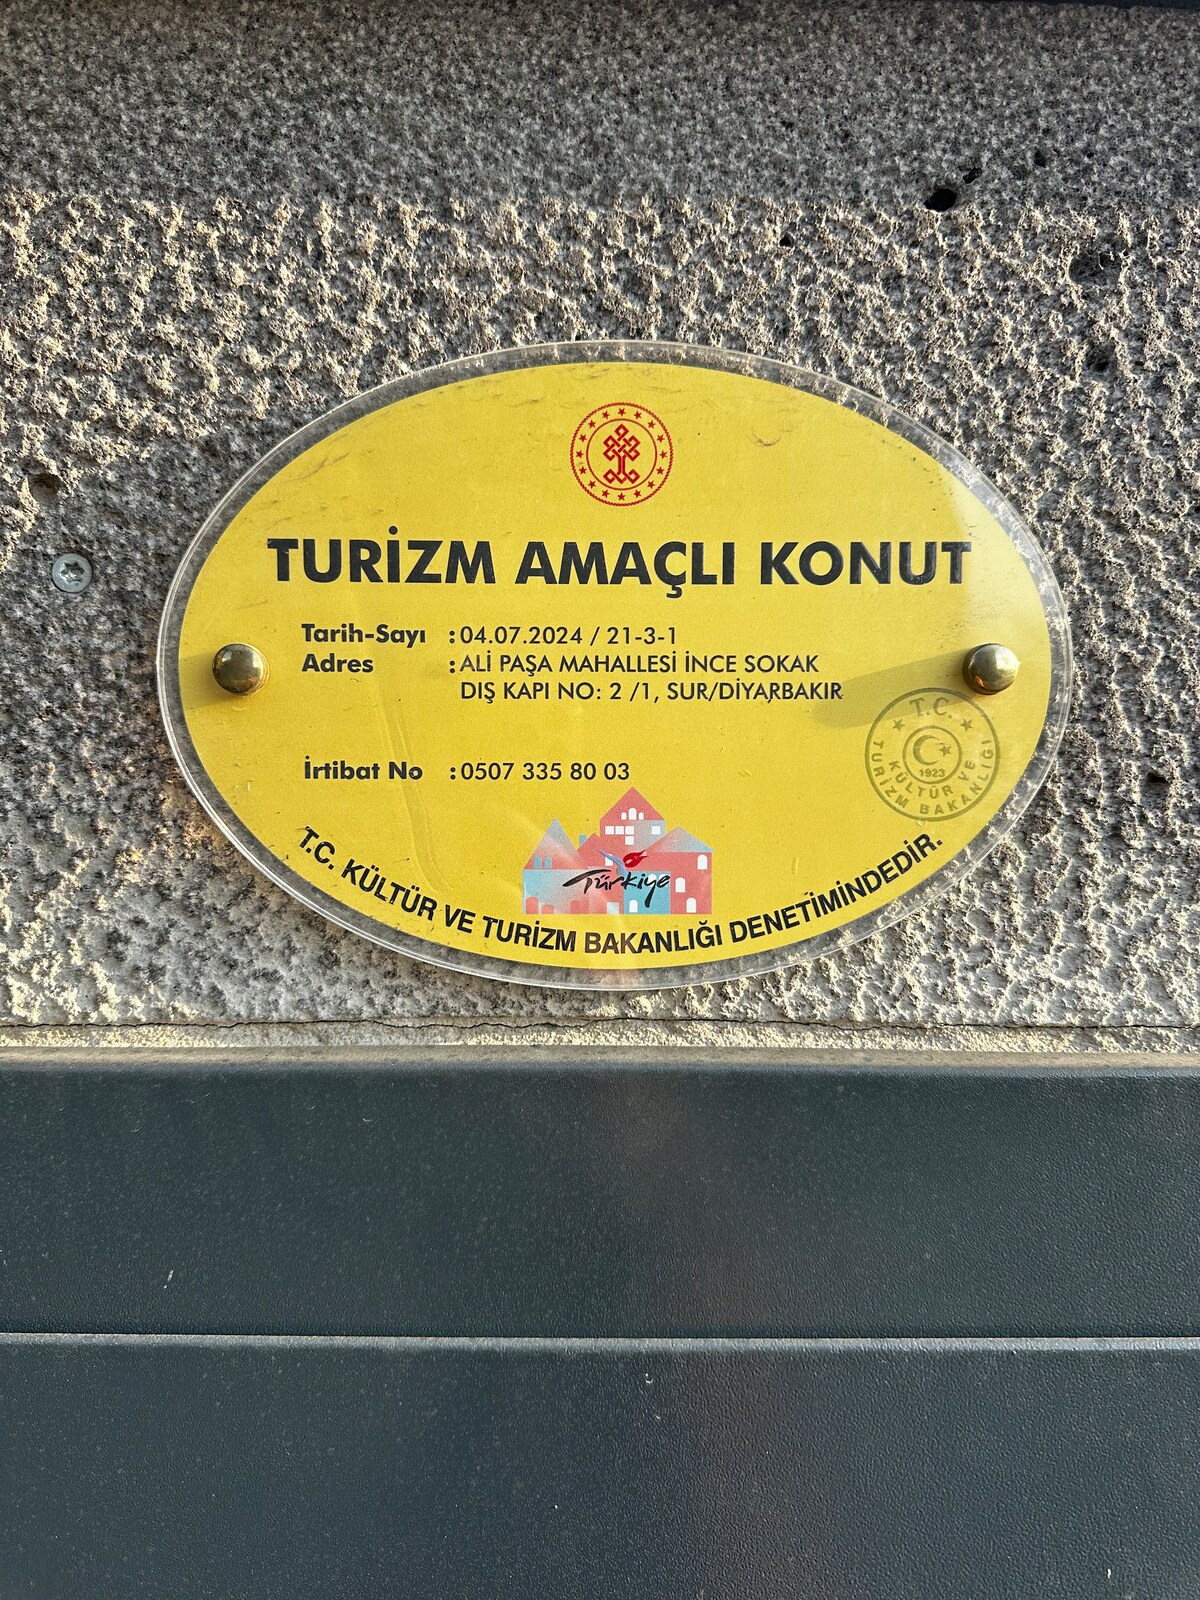 TURİZM AMAÇLI KONUT
Tarih-Sayı : 04.07.2024 / 21-3-1
Adres : ALİ PAŞA MAHALLESİ İNCE SOKAK
DIŞ KAPI NO: 2 /1, SUR/DİYARBAKIR
İrtibat No : 0507 335 80 03
T.C.
KÜLTÜR VE
TURİZM BAKANLIĞI
1923
Türkiye
T.C. KÜLTÜR VE TURİZM BAKANLIĞI DENETİMİNDEDİR.